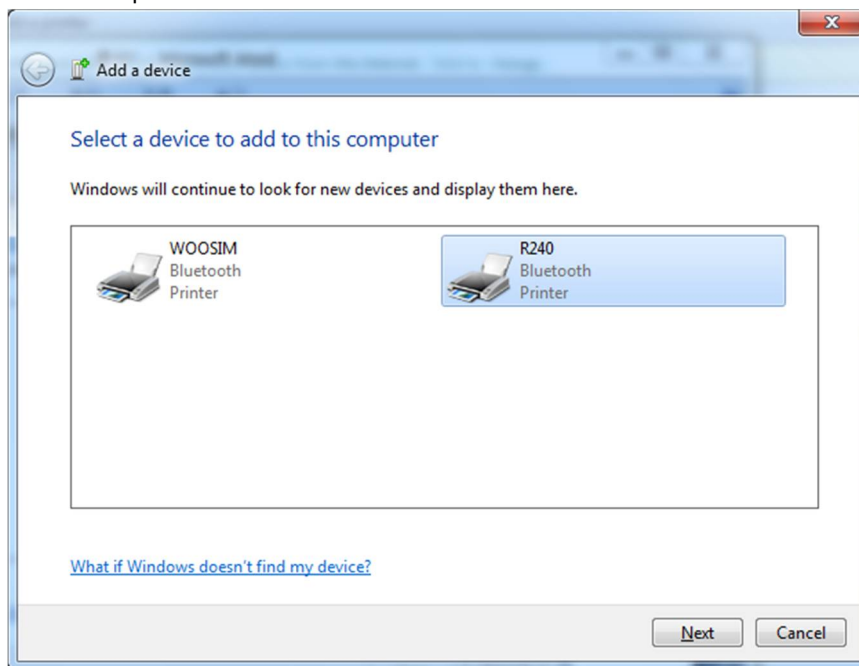 Add a device
Select a device to add to this computer
Windows will continue to look for new devices and display them here.
WOOSIM
Bluetooth
Printer
R240
Bluetooth
Printer
What if Windows doesn't find my device?
Next
Cancel